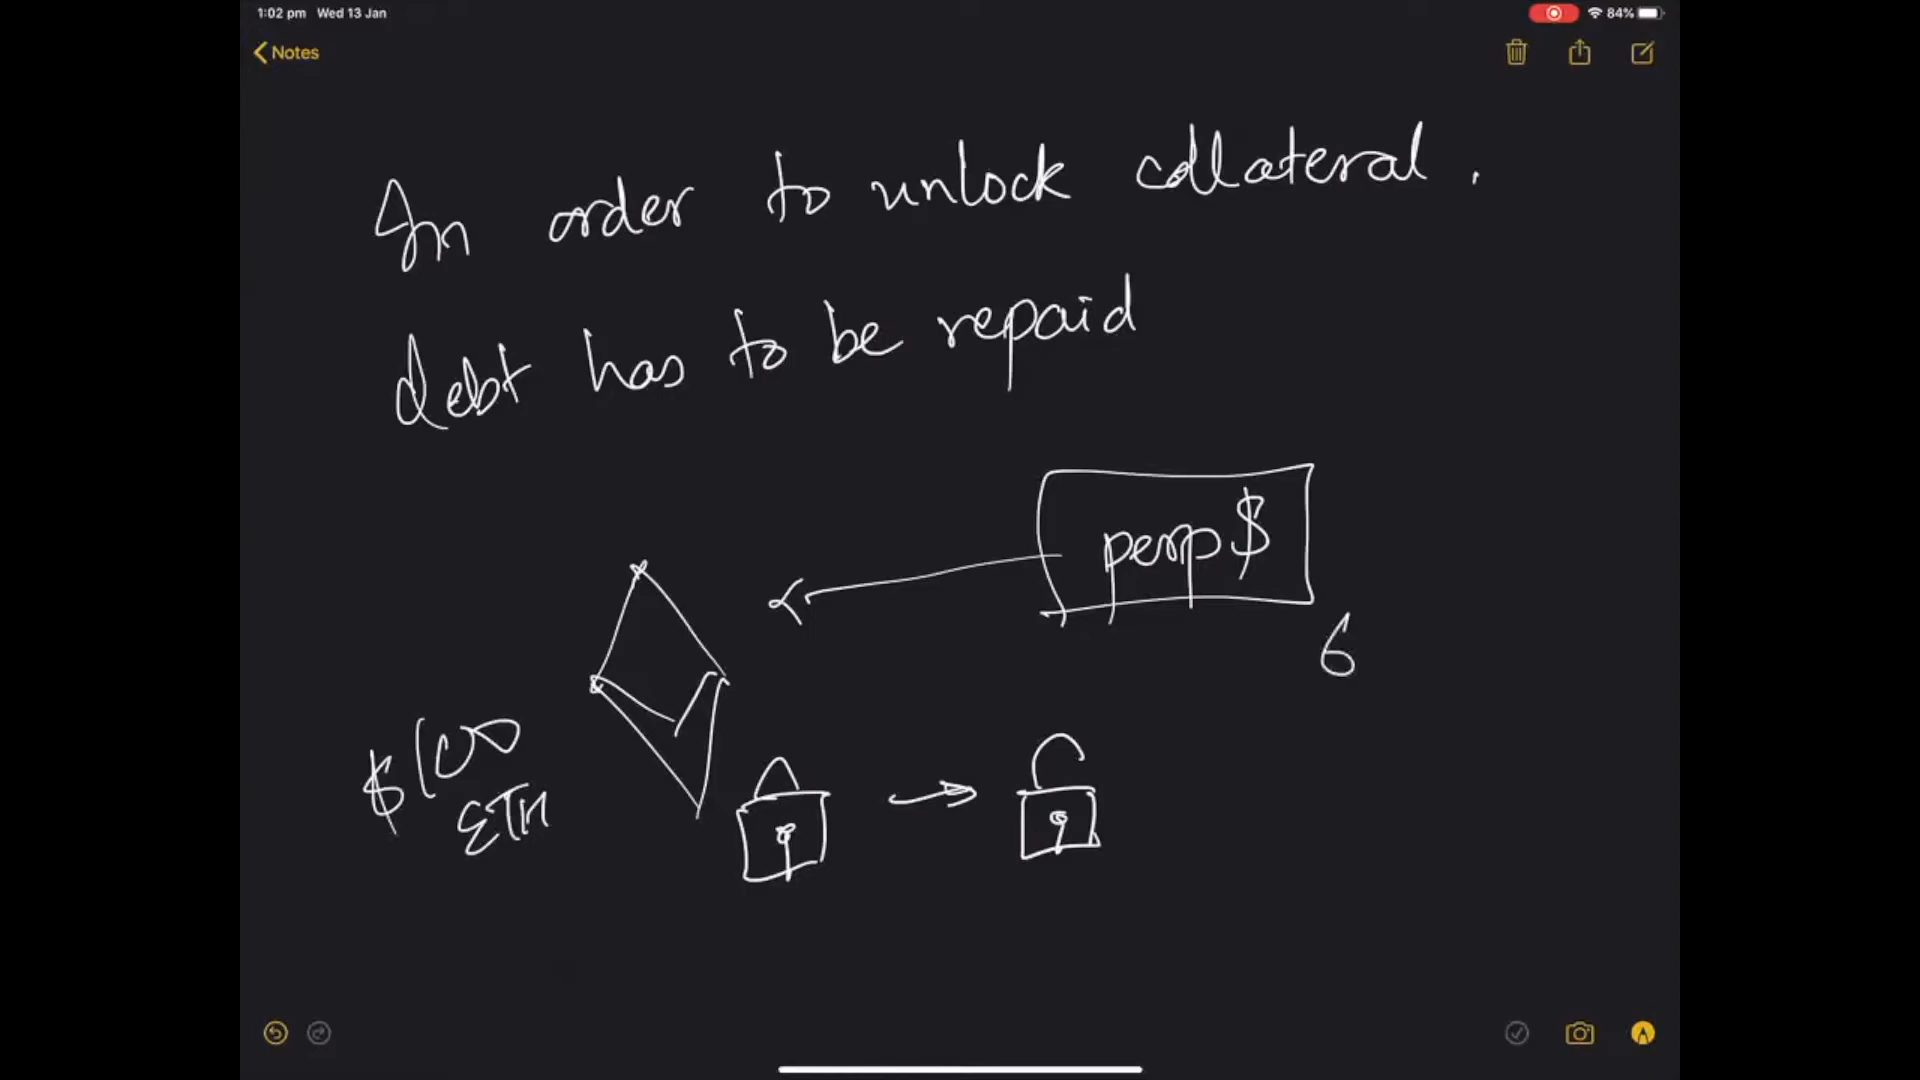 1:02 pm Wed 13 Jan
84%
Notes
In order to unlock collateral.
debt has to be repaid
perp$
6
$100
ETH